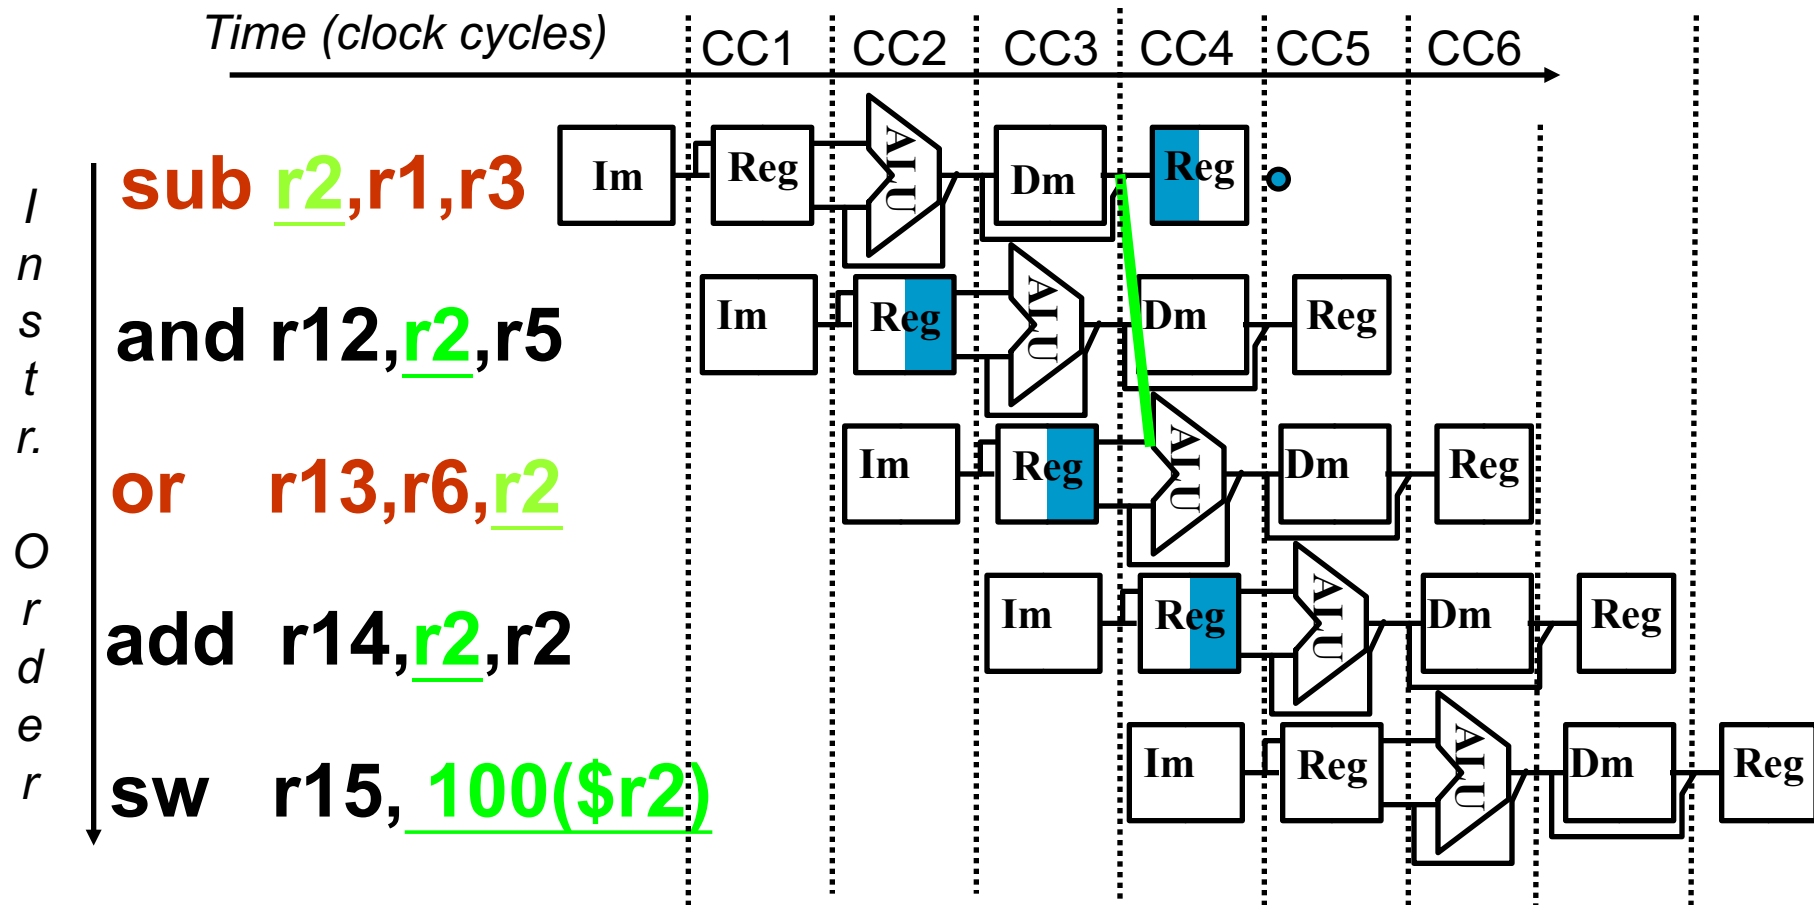 Time (clock cycles)
CC1 CC2 CC3 CC4 CC5 CC6
Instr. Order
sub r2,r1,r3
Im Reg ALU Dm Reg
and r12,r2,r5
Im Reg ALU Dm Reg
or r13,r6,r2
Im Reg ALU Dm Reg
add r14,r2,r2
Im Reg ALU Dm Reg
sw r15, 100($r2)
Im Reg ALU Dm Reg